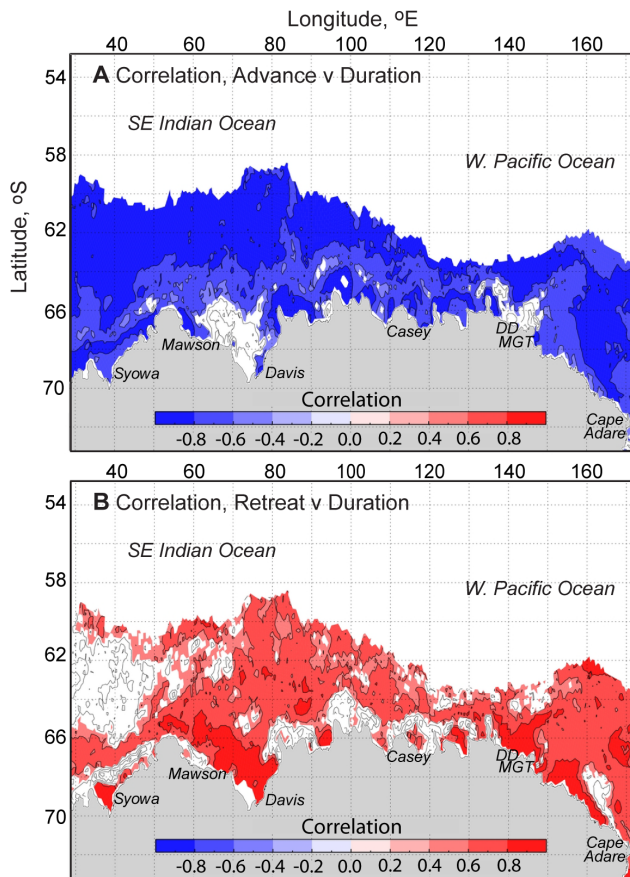 Longitude, ºE
40 60 80 100 120 140 160
54
A Correlation, Advance v Duration
SE Indian Ocean
58
W. Pacific Ocean
Latitude, ºS
62
66
Mawson
Casey
DD
MGT
70
Syowa
Davis
Correlation
-0.8 -0.6 -0.4 -0.2 0.0 0.2 0.4 0.6 0.8
Cape
Adare
40 60 80 100 120 140 160
54
B Correlation, Retreat v Duration
SE Indian Ocean
58
W. Pacific Ocean
62
66
Mawson
Casey
DD
MGT
70
Syowa
Davis
Correlation
-0.8 -0.6 -0.4 -0.2 0.0 0.2 0.4 0.6 0.8
Cape
Adare